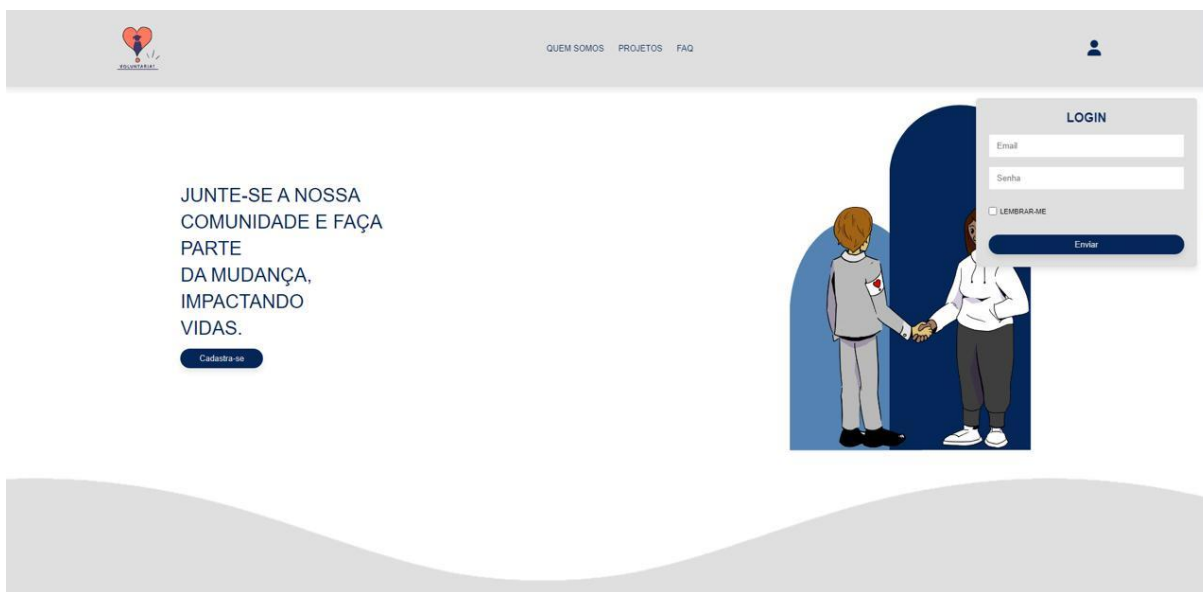 VOLUNTARIAÍ
QUEM SOMOS PROJETOS FAQ
LOGIN
Email
Senha
LEMBRAR-ME
Enviar
JUNTE-SE A NOSSA
COMUNIDADE E FAÇA
PARTE
DA MUDANÇA,
IMPACTANDO
VIDAS.
Cadastra-se